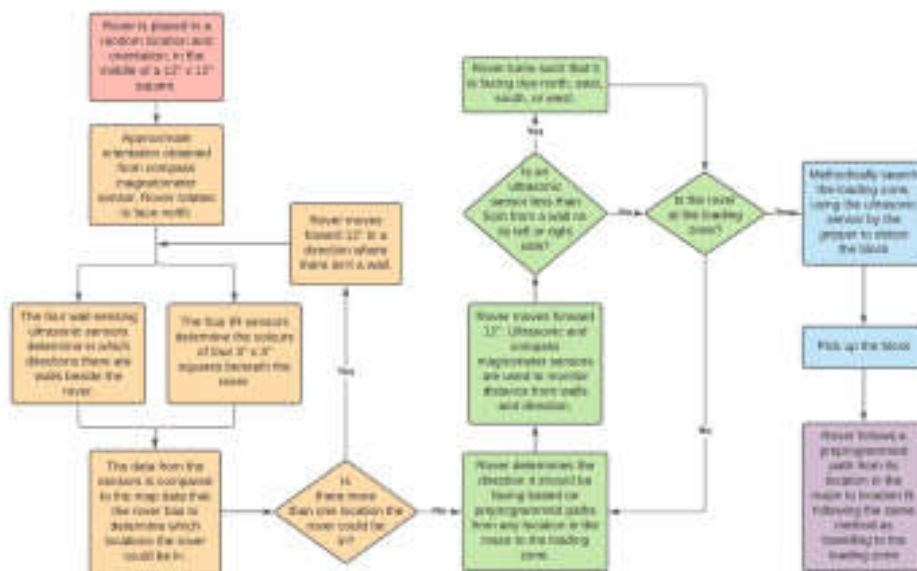 Rover is placed in a
random location and
orientation, in the
middle of a 12" x 12"
square
Approximate
orientation obtained
from compass
magnetometer
sensor. Rover rotates
to face north.
Rover moves
forward 12" in a
direction where
there isn't a wall.
The four wall-sensing
ultrasonic sensors
determine in which
directions there are
walls beside the
rover.
The four IR sensors
determine the colours
of four 3" x 3"
squares beneath the
rover
The data from the
sensors is compared
to the map data that
the rover has to
determine which
locations the rover
could be in.
Is
there more
than one location the
rover could be
in?
Yes
No
Rover determines the
direction it should be
facing based on
preprogrammed paths
from any location in the
maze to the loading
zone.
Rover moves forward
12". Ultrasonic and
compass
magnetometer sensors
are used to monitor
distance from walls
and direction.
Is an
ultrasonic
sensor less than
5cm from a wall on
its left or right
side?
Yes
No
Rover turns such that it
is facing due north, east,
south, or west.
Is the rover
at the loading
zone?
Yes
No
Methodically search
the loading zone
using the ultrasonic
sensor by the
gripper to detect
the block
Pick up the block
Rover follows a
preprogrammed
path from its
location in the
maze to location
following the same
method as
travelling to the
loading zone